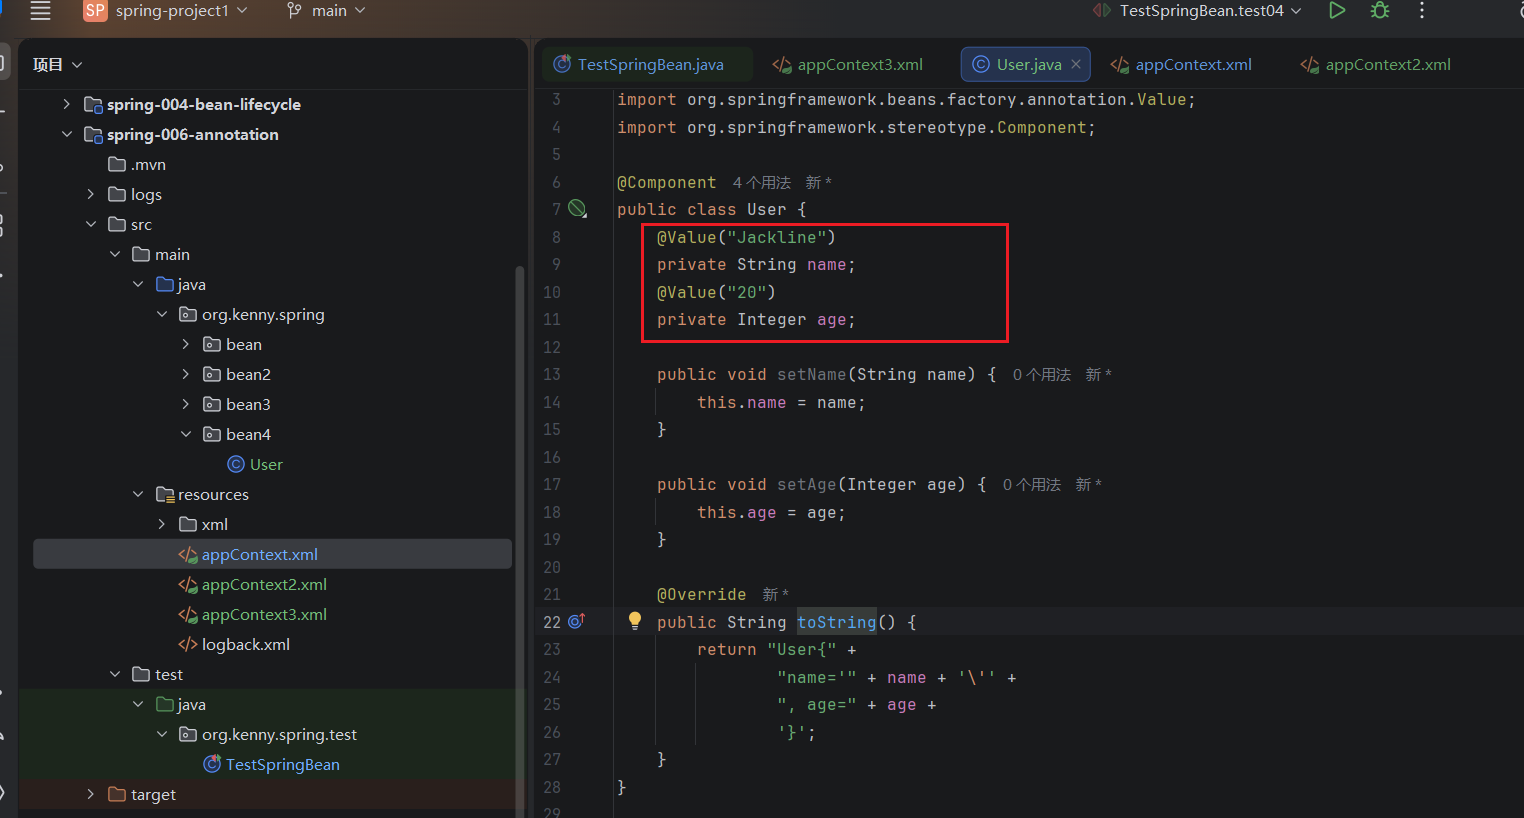 SP spring-project1 main TestSpringBean.test04
项目
TestSpringBean.java appContext3.xml User.java appContext.xml appContext2.xml
spring-004-bean-lifecycle
spring-006-annotation
.mvn
logs
src
main
java
org.kenny.spring
bean
bean2
bean3
bean4
User
resources
xml
appContext.xml
appContext2.xml
appContext3.xml
logback.xml
test
java
org.kenny.spring.test
TestSpringBean
target
3 import org.springframework.beans.factory.annotation.Value;
4 import org.springframework.stereotype.Component;
5
6 @Component 4 个用法 新 *
7 public class User {
8 @Value("Jackline")
9 private String name;
10 @Value("20")
11 private Integer age;
12
13 public void setName(String name) { 0 个用法 新 *
14 this.name = name;
15 }
16
17 public void setAge(Integer age) { 0 个用法 新 *
18 this.age = age;
19 }
20
21 @Override 新 *
22 public String toString() {
23 return "User{" +
24 "name='" + name + '\'' +
25 ", age=" + age +
26 '}';
27 }
28 }
29